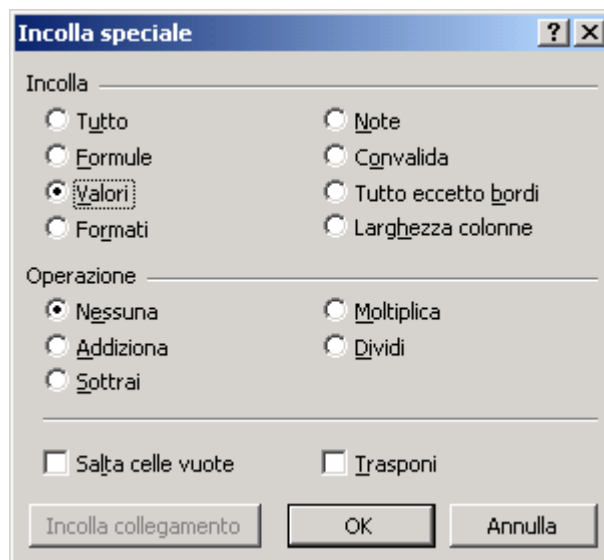 Incolla speciale
Incolla
Tutto Note
Formule Convalida
Valori Tutto eccetto bordi
Formati Larghezza colonne
Operazione
Nessuna Moltiplica
Addiziona Dividi
Sottrai
Salta celle vuote Trasponi
Incolla collegamento OK Annulla